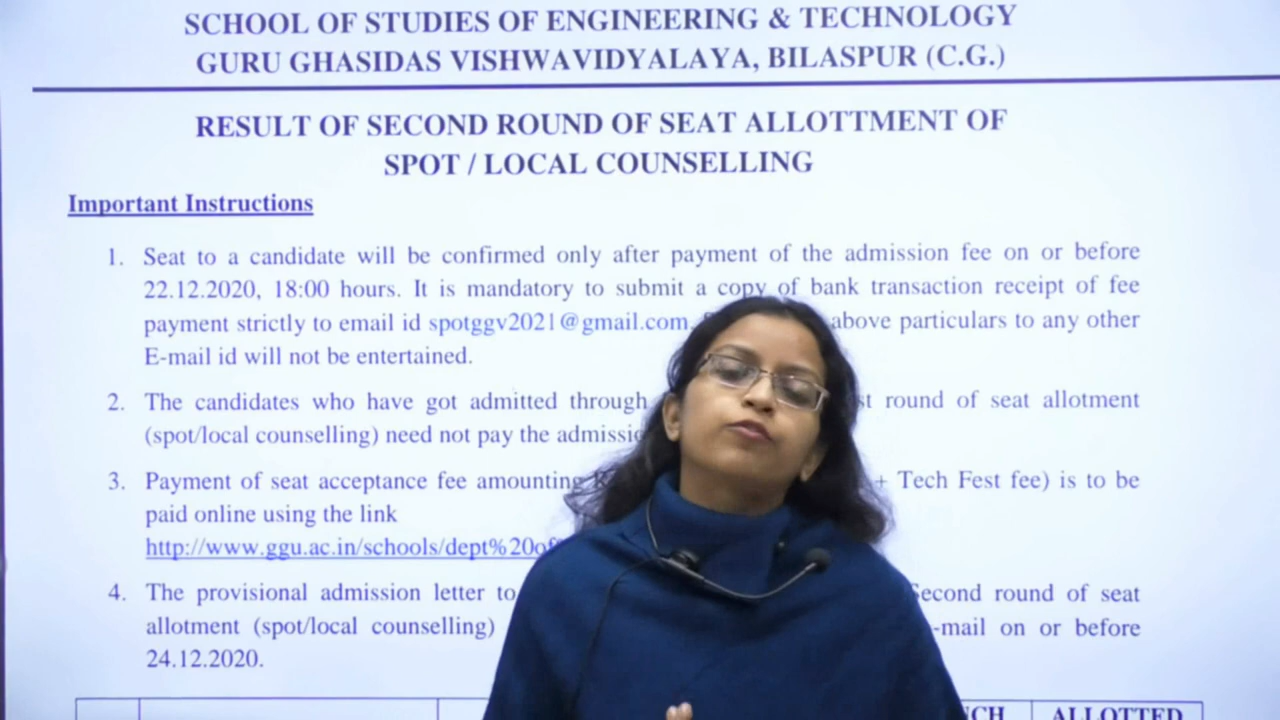 SCHOOL OF STUDIES OF ENGINEERING & TECHNOLOGY
GURU GHASIDAS VISHWAVIDYALAYA, BILASPUR (C.G.)
RESULT OF SECOND ROUND OF SEAT ALLOTTMENT OF
SPOT / LOCAL COUNSELLING
Important Instructions
1. Seat to a candidate will be confirmed only after payment of the admission fee on or before
22.12.2020, 18:00 hours. It is mandatory to submit a copy of bank transaction receipt of fee
payment strictly to email id spotggv2021@gmail.com. above particulars to any other
E-mail id will not be entertained.
2. The candidates who have got admitted through round of seat allotment
(spot/local counselling) need not pay the
3. Payment of seat acceptance fee amounting + Tech Fest fee) is to be
paid online using the link
http://www.ggu.ac.in/schools/dept%20of
4. The provisional admission letter to Second round of seat
allotment (spot/local counselling) -mail on or before
24.12.2020.
ALLOTTED